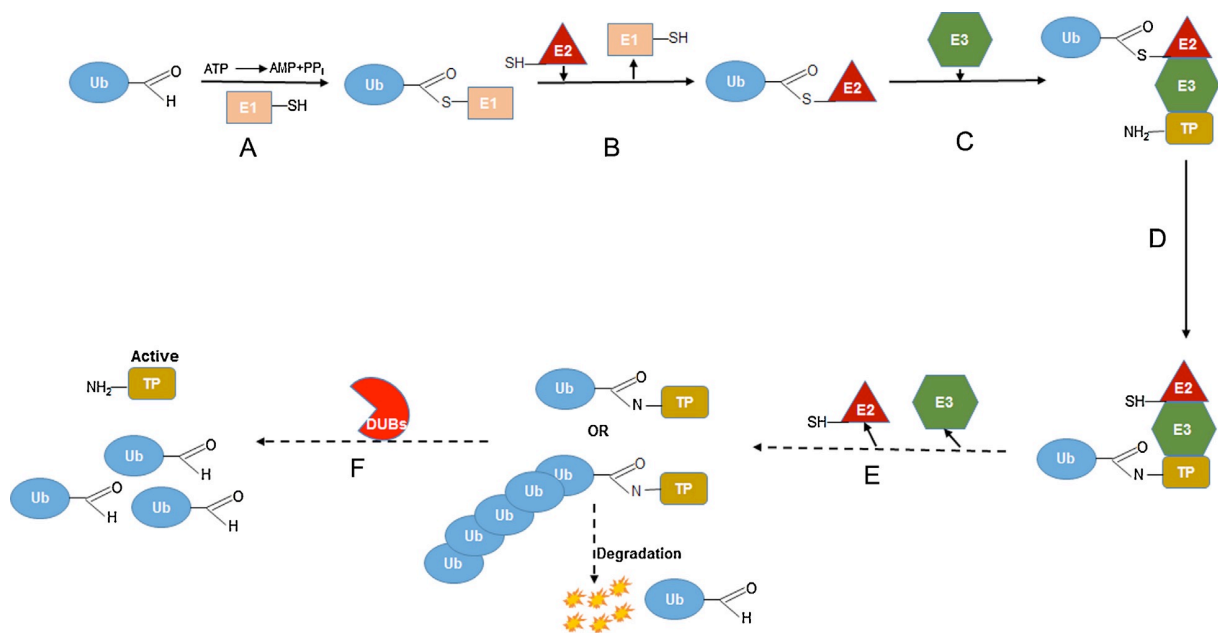 Ub
O
H
ATP → AMP+PPi
E1 SH
A
Ub
O
S
E1
SH E2
E1 SH
B
Ub
O
S
E2
E3
C
Ub
O
S
E2
E3
NH2 TP
D
SH E2
E3
Ub
O
N
TP
SH E2
E3
E
Ub
O
N
TP
OR
Ub
Ub
Ub
Ub
Ub
O
N
TP
Degradation
Ub
O
H
DUBs
F
Active
NH2 TP
Ub
O
H
Ub
O
H
Ub
O
H